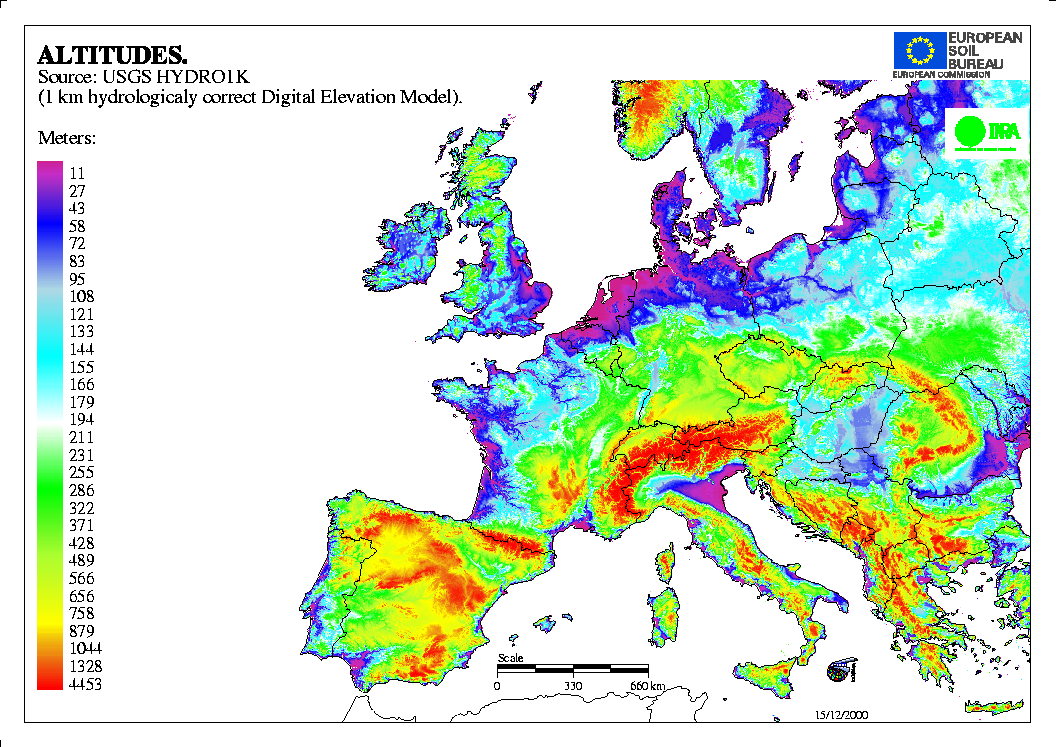 ALTITUDES.
Source: USGS HYDRO1K
(1 km hydrologicaly correct Digital Elevation Model).
Meters:
11
27
43
58
72
83
95
108
121
133
144
155
166
179
194
211
231
255
286
322
371
428
489
566
656
758
879
1044
1328
4453
EUROPEAN
SOIL
BUREAU
EUROPEAN COMMISSION
INRA
Scale
0 330 660 km
15/12/2000